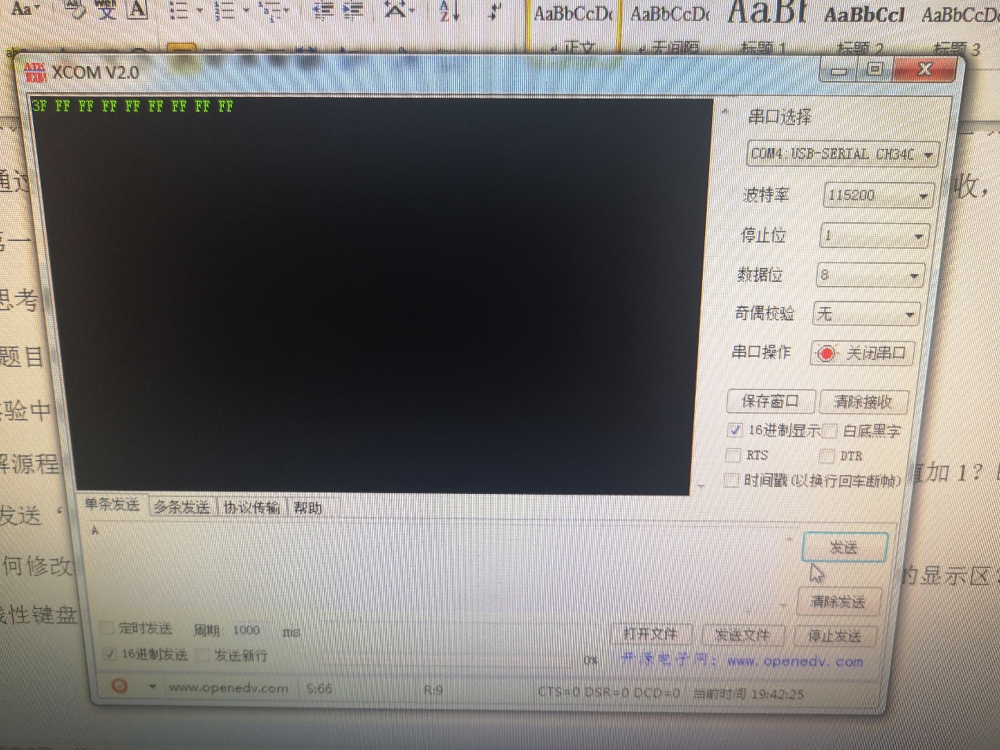 Aa
AaBbCcDc AaBbCcDc AaBl AaBbCcl AaBbCcDc
正文 无间隔 标题 1 标题 2 标题 3
XCOM V2.0
3F FF FF FF FF FF FF FF FF
串口选择
COM4:USB-SERIAL CH34C
波特率 115200
停止位 1
数据位 8
奇偶校验 无
串口操作 关闭串口
保存窗口 清除接收
16进制显示 白底黑字
RTS DTR
时间戳(以换行回车断帧)
单条发送 多条发送 协议传输 帮助
A
发送
清除发送
定时发送 周期: 1000 ms
打开文件 发送文件 停止发送
16进制发送 发送新行
0% 开源电子网: www.openedv.com
www.openedv.com S:66 R:9 CTS=0 DSR=0 DCD=0 当前时间 19:42:25
收,
思考
题目
验中
解源程
值加 1?
发送‘
何修改
的显示区
线性键盘